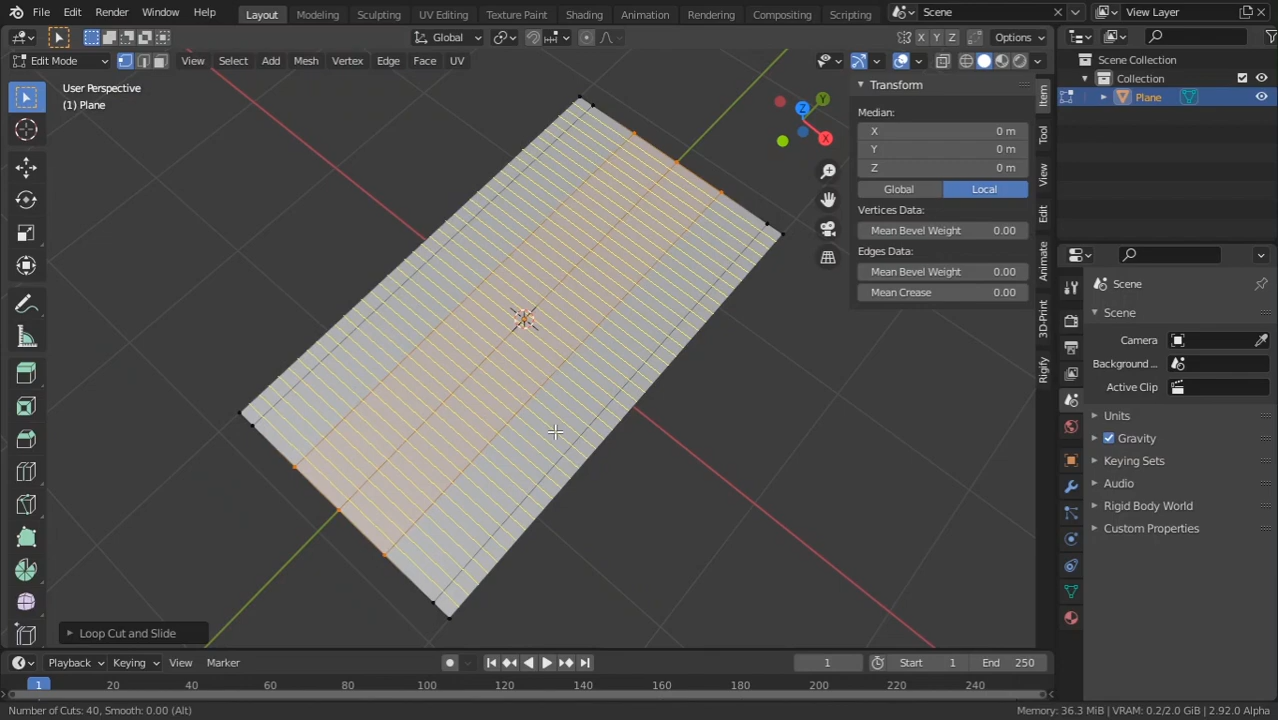 File Edit Render Window Help Layout Modeling Sculpting UV Editing Texture Paint Shading Animation Rendering Compositing Scripting Scene View Layer
Global X Y Z Options
Edit Mode View Select Add Mesh Vertex Edge Face UV
User Perspective
(1) Plane
Z Y X
Transform
Median:
X 0 m
Y 0 m
Z 0 m
Global Local
Vertices Data:
Mean Bevel Weight 0.00
Edges Data:
Mean Bevel Weight 0.00
Mean Crease 0.00
Item
Tool
View
Edit
Animate
3D-Print
Rigify
Scene Collection
Collection
Plane
Scene
Scene
Camera
Background ...
Active Clip
Units
Gravity
Keying Sets
Audio
Rigid Body World
Custom Properties
Loop Cut and Slide
Playback Keying View Marker 1 Start 1 End 250
1 20 40 60 80 100 120 140 160 180 200 220 240
Number of Cuts: 40, Smooth: 0.00 (Alt) Memory: 36.3 MiB | VRAM: 0.2/2.0 GiB | 2.92.0 Alpha